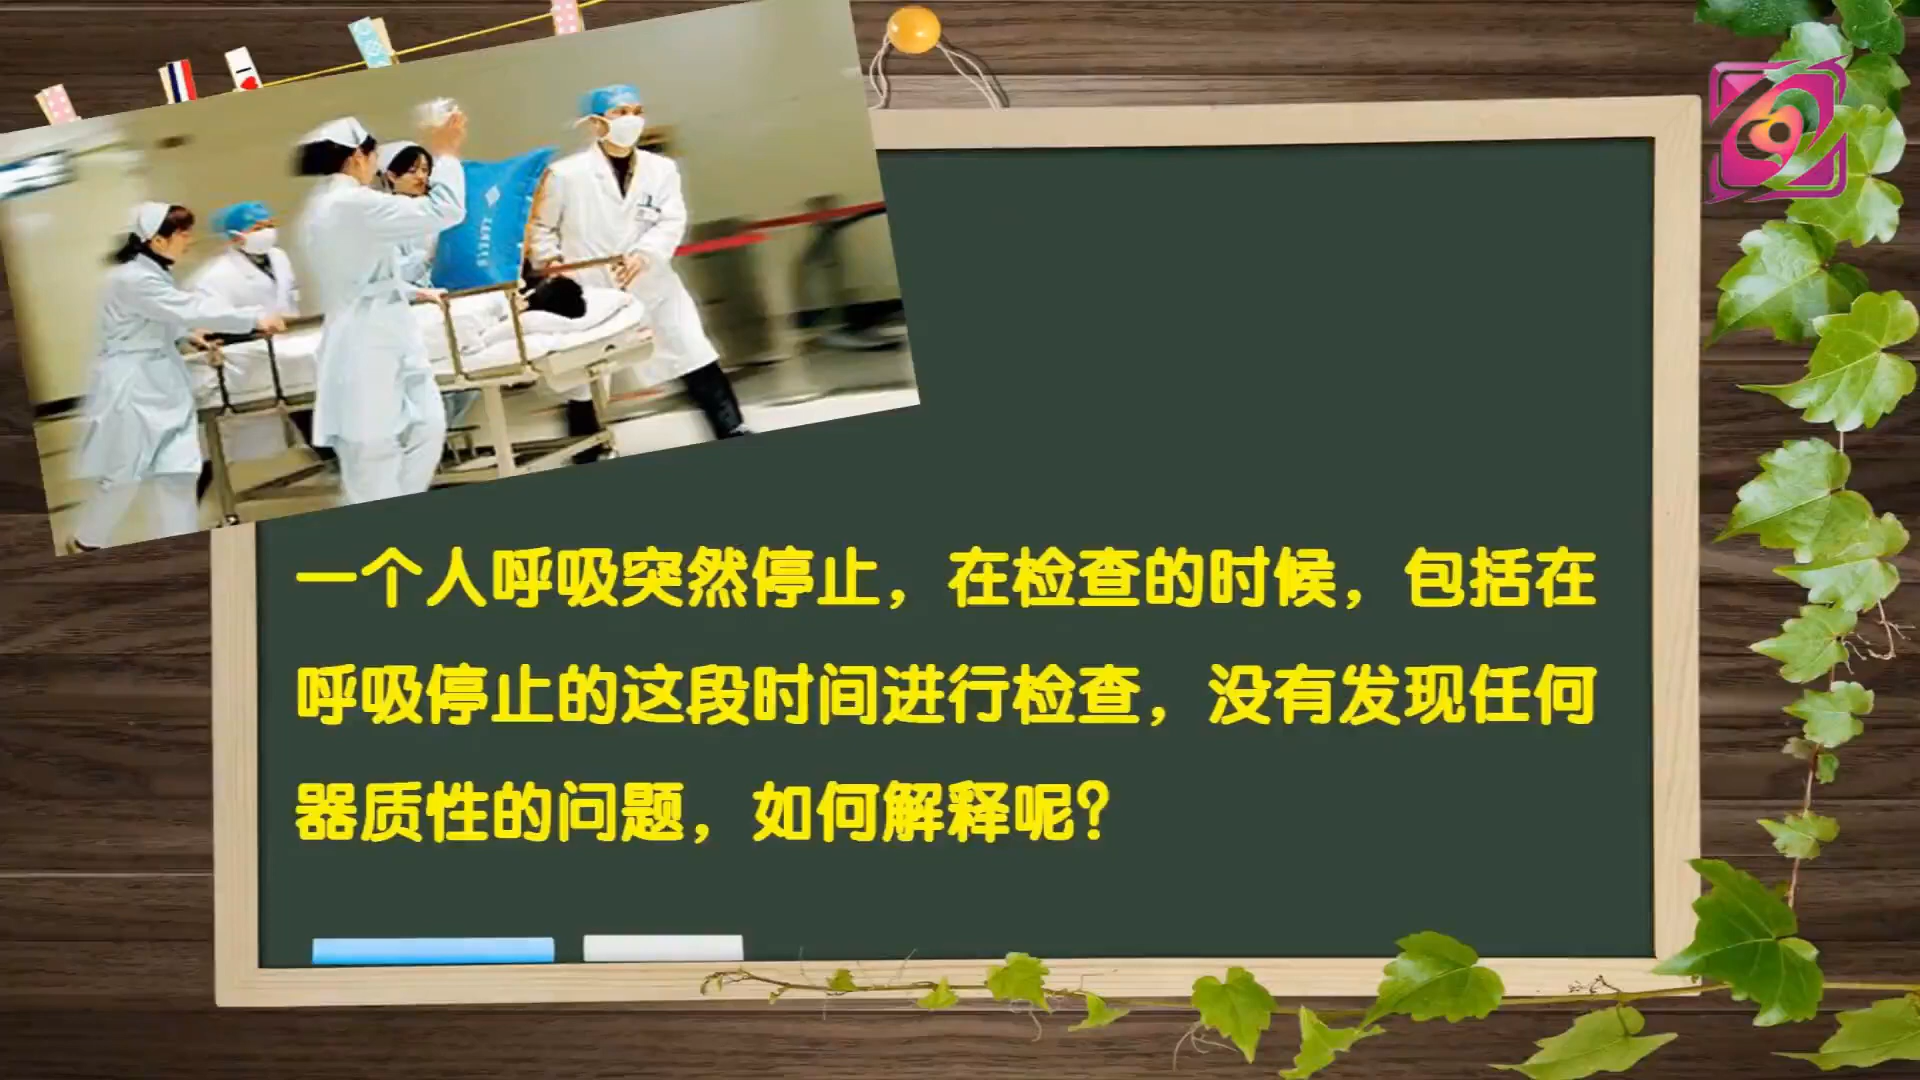 一个人呼吸突然停止，在检查的时候，包括在
呼吸停止的这段时间进行检查，没有发现任何
器质性的问题，如何解释呢？